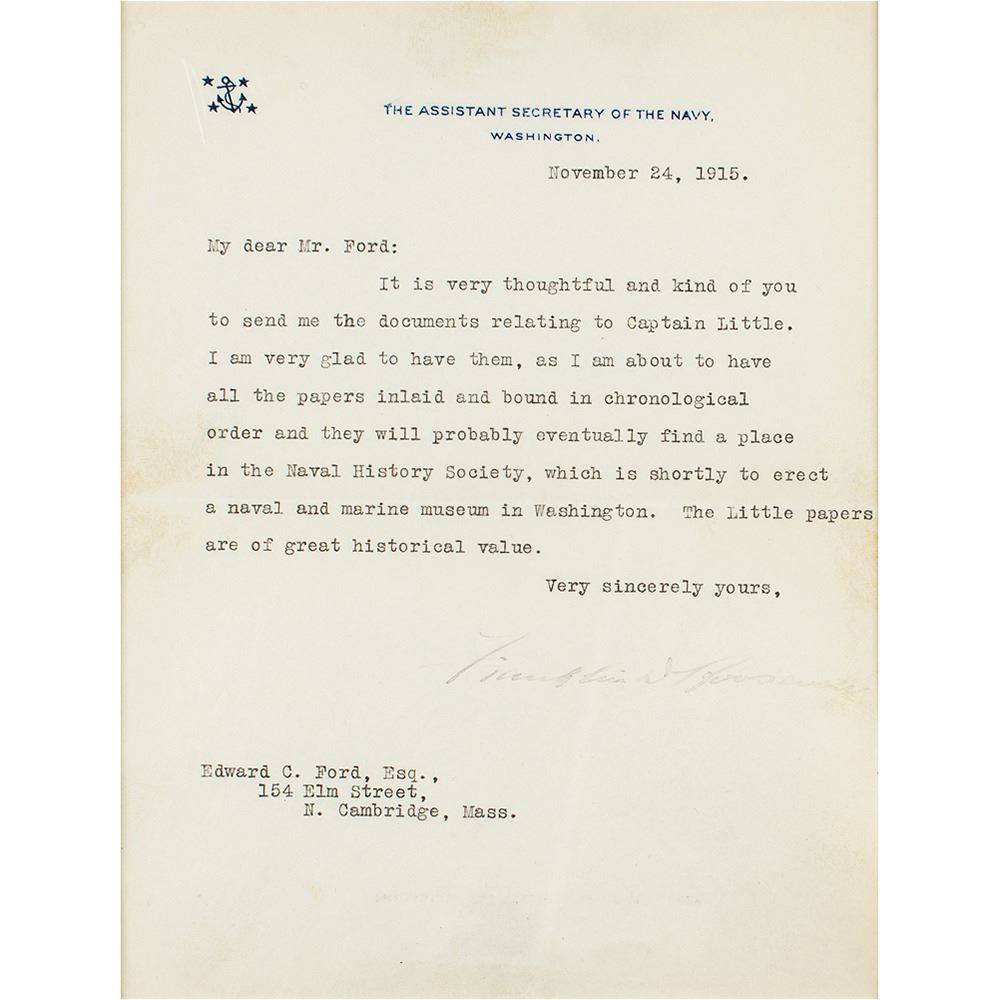 THE ASSISTANT SECRETARY OF THE NAVY,
WASHINGTON.
November 24, 1915.
My dear Mr. Ford:
It is very thoughtful and kind of you
to send me the documents relating to Captain Little.
I am very glad to have them, as I am about to have
all the papers inlaid and bound in chronological
order and they will probably eventually find a place
in the Naval History Society, which is shortly to erect
a naval and marine museum in Washington. The Little papers
are of great historical value.
Very sincerely yours,
Franklin D Roosevelt
Edward C. Ford, Esq.,
154 Elm Street,
N. Cambridge, Mass.